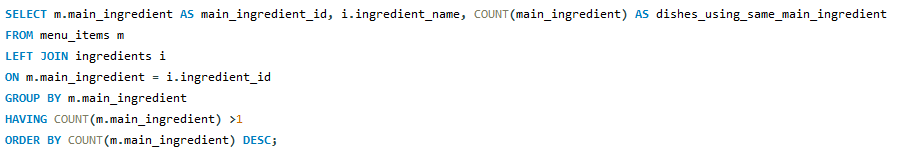 SELECT m.main_ingredient AS main_ingredient_id, i.ingredient_name, COUNT(main_ingredient) AS dishes_using_same_main_ingredient
FROM menu_items m
LEFT JOIN ingredients i
ON m.main_ingredient = i.ingredient_id
GROUP BY m.main_ingredient
HAVING COUNT(m.main_ingredient) >1
ORDER BY COUNT(m.main_ingredient) DESC;